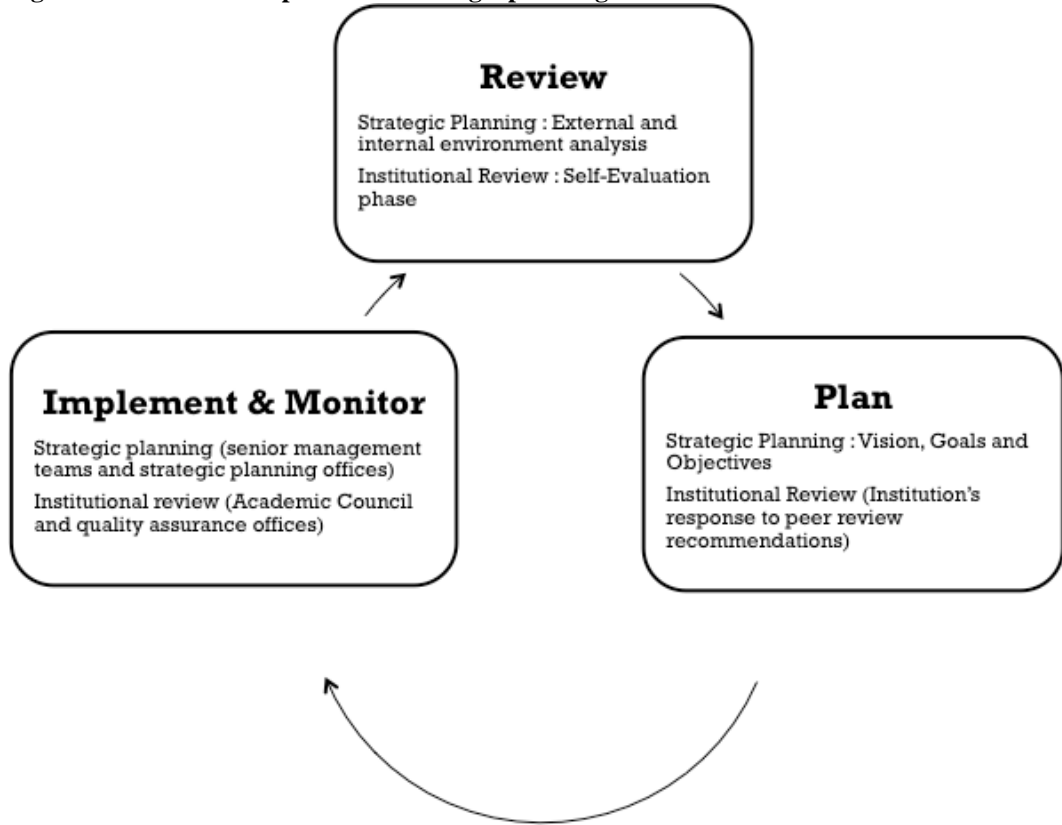 Review
Strategic Planning : External and
internal environment analysis
Institutional Review : Self-Evaluation
phase
Implement & Monitor
Strategic planning (senior management
teams and strategic planning offices)
Institutional review (Academic Council
and quality assurance offices)
Plan
Strategic Planning : Vision, Goals and
Objectives
Institutional Review (Institution's
response to peer review
recommendations)